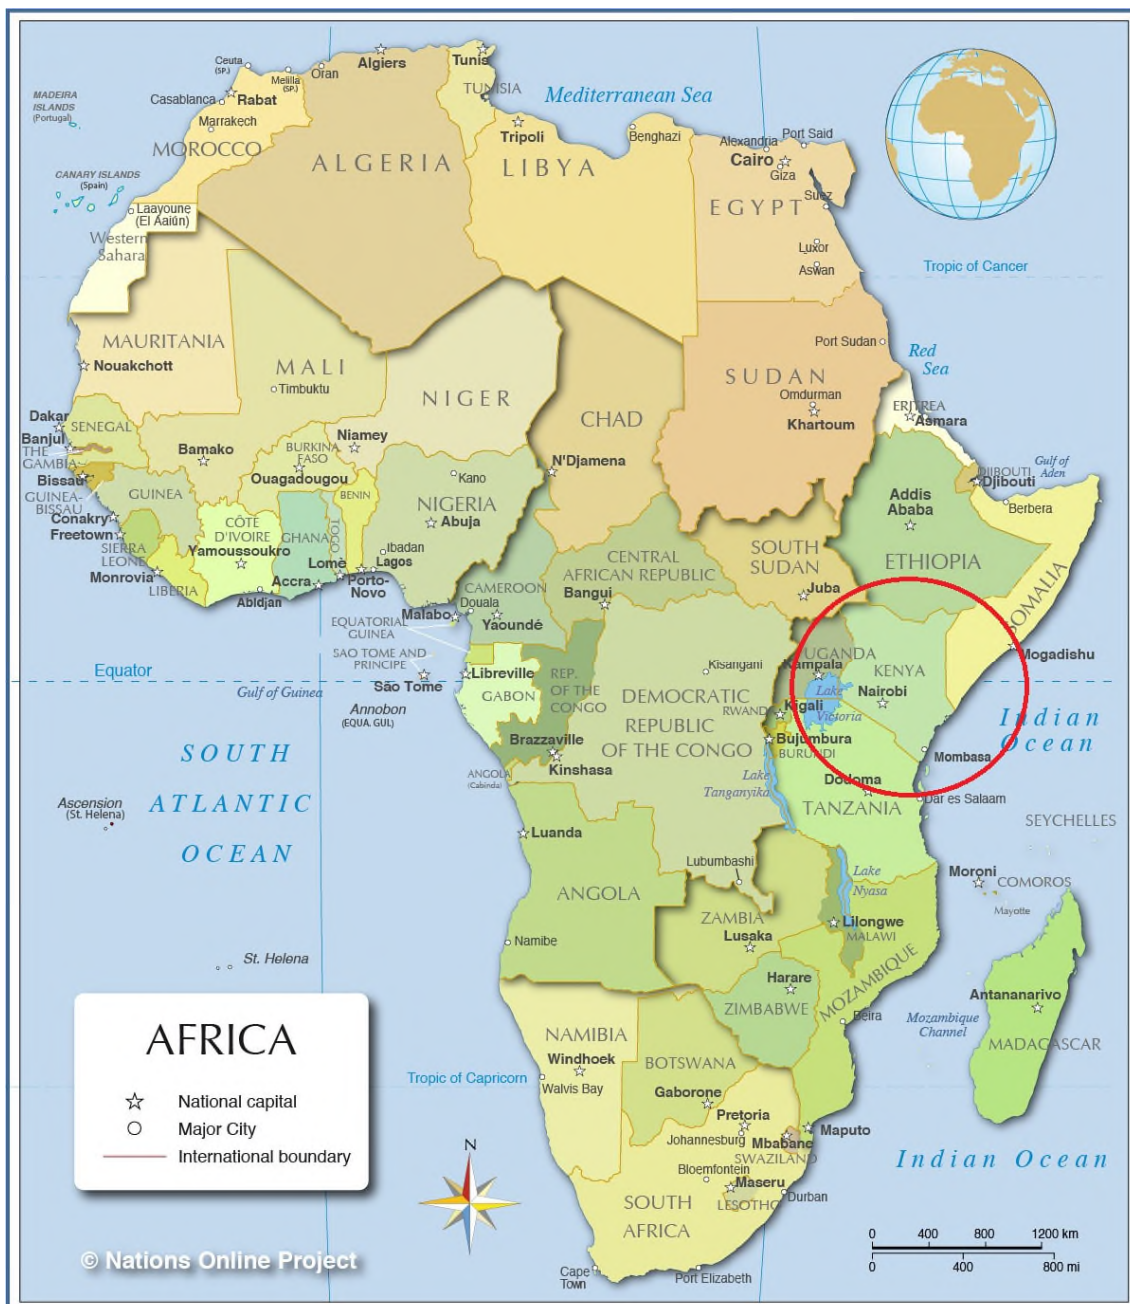 Ceuta
(SP.)
Melilla
(SP.)
Oran
Algiers
Tunis
TUNISIA
Mediterranean Sea
MADEIRA
ISLANDS
(Portugal)
Casablanca
Rabat
Marrakech
MOROCCO
ALGERIA
Tripoli
LIBYA
Benghazi
Alexandria
Port Said
Cairo
Giza
Suez
EGYPT
CANARY ISLANDS
(Spain)
Laayoune
(El Aaiún)
Western
Sahara
Luxor
Aswan
Tropic of Cancer
MAURITANIA
Nouakchott
MALI
Timbuktu
NIGER
CHAD
SUDAN
Port Sudan
Red
Sea
Omdurman
Khartoum
ERITREA
Asmara
Dakar
SENEGAL
Banjul
THE
GAMBIA
Bissau
GUINEA-
BISSAU
Bamako
BURKINA
FASO
Ouagadougou
Niamey
N'Djamena
DJIBOUTI
Djibouti
Gulf of
Aden
Berbera
GUINEA
Conakry
Freetown
SIERRA
LEONE
Monrovia
LIBERIA
CÔTE
D'IVOIRE
Yamoussoukro
Abidjan
GHANA
Accra
TOGO
Lomè
BENIN
Porto-
Novo
Kano
NIGERIA
Abuja
Ibadan
Lagos
Addis
Ababa
ETHIOPIA
SOMALIA
SOUTH
SUDAN
Juba
CENTRAL
AFRICAN REPUBLIC
Bangui
CAMEROON
Douala
Yaoundé
Malabo
EQUATORIAL
GUINEA
SAO TOME AND
PRINCIPE
São Tome
Equator
Gulf of Guinea
Annobon
(EQUA. GUI.)
Libreville
GABON
REP.
OF THE
CONGO
Brazzaville
Kinshasa
ANGOLA
(Cabinda)
Kisangani
DEMOCRATIC
REPUBLIC
OF THE CONGO
UGANDA
Kampala
Lake
Victoria
KENYA
Nairobi
Mogadishu
RWANDA
Kigali
Bujumbura
BURUNDI
Mombasa
Indian
Ocean
Lake
Tanganyika
Dodoma
TANZANIA
Dar es Salaam
SEYCHELLES
SOUTH
ATLANTIC
OCEAN
Ascension
(St. Helena)
Luanda
ANGOLA
Lubumbashi
Lake
Nyasa
Moroni
COMOROS
Mayotte
ZAMBIA
Lusaka
Lilongwe
MALAWI
Namibe
St. Helena
Harare
ZIMBABWE
MOZAMBIQUE
Beira
Mozambique
Channel
Antananarivo
MADAGASCAR
NAMIBIA
Windhoek
Walvis Bay
BOTSWANA
Gaborone
Tropic of Capricorn
Pretoria
Johannesburg
Mbabane
SWAZILAND
Maputo
Bloemfontein
Maseru
LESOTHO
Durban
SOUTH
AFRICA
Cape
Town
Port Elizabeth
Indian Ocean
AFRICA
National capital
Major City
International boundary
N
0 400 800 1200 km
0 400 800 mi
© Nations Online Project